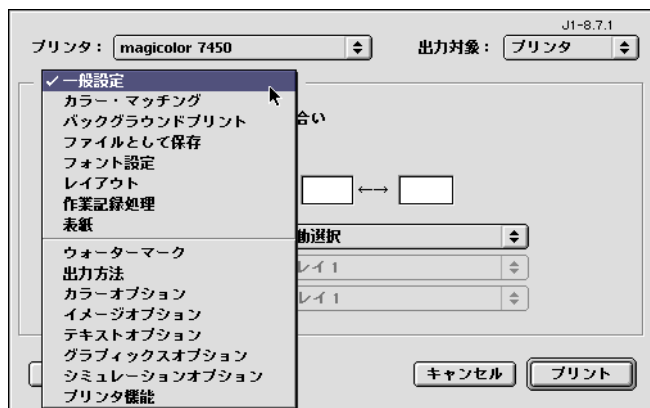 J1-8.7.1
プリンタ： magicolor 7450 出力対象： プリンタ
✓一般設定
カラー・マッチング
バックグラウンドプリント
ファイルとして保存
フォント設定
レイアウト
作業記録処理
表紙
ウォーターマーク
出力方法
カラーオプション
イメージオプション
テキストオプション
グラフィックスオプション
シミュレーションオプション
プリンタ機能
合い
←→
動選択
レイ 1
レイ 1
キャンセル プリント